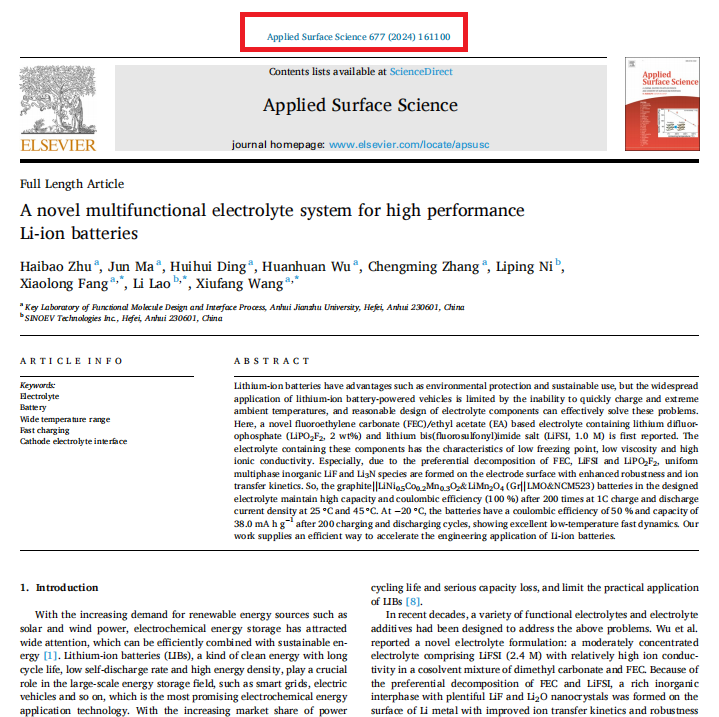 Applied Surface Science 677 (2024) 161100
Contents lists available at ScienceDirect
Applied Surface Science
journal homepage: www.elsevier.com/locate/apsusc
ELSEVIER
Applied
Surface Science
Full Length Article
A novel multifunctional electrolyte system for high performance
Li-ion batteries
Haibao Zhu a, Jun Ma a, Huihui Ding a, Huanhuan Wu a, Chengming Zhang a, Liping Ni b,
Xiaolong Fang a,*, Li Lao b,*, Xiufang Wang a,*
a Key Laboratory of Functional Molecule Design and Interface Process, Anhui Jianzhu University, Hefei, Anhui 230601, China
b SINOEV Technologies Inc., Hefei, Anhui 230601, China
ARTICLE INFO
Keywords:
Electrolyte
Battery
Wide temperature range
Fast charging
Cathode electrolyte interface
ABSTRACT
Lithium-ion batteries have advantages such as environmental protection and sustainable use, but the widespread
application of lithium-ion battery-powered vehicles is limited by the inability to quickly charge and extreme
ambient temperatures, and reasonable design of electrolyte components can effectively solve these problems.
Here, a novel fluoroethylene carbonate (FEC)/ethyl acetate (EA) based electrolyte containing lithium difluor-
ophosphate (LiPO2F2, 2 wt%) and lithium bis(fluorosulfonyl)imide salt (LiFSI, 1.0 M) is first reported. The
electrolyte containing these components has the characteristics of low freezing point, low viscosity and high
ionic conductivity. Especially, due to the preferential decomposition of FEC, LiFSI and LiPO2F2, uniform
multiphase inorganic LiF and Li3N species are formed on the electrode surface with enhanced robustness and ion
transfer kinetics. So, the graphite||LiNi0.5Co0.2Mn0.3O2&LiMn2O4 (Gr||LMO&NCM523) batteries in the designed
electrolyte maintain high capacity and coulombic efficiency (100 %) after 200 times at 1C charge and discharge
current density at 25 °C and 45 °C. At −20 °C, the batteries have a coulombic efficiency of 50 % and capacity of
38.0 mA h g−1 after 200 charging and discharging cycles, showing excellent low-temperature fast dynamics. Our
work supplies an efficient way to accelerate the engineering application of Li-ion batteries.
1. Introduction
With the increasing demand for renewable energy sources such as
solar and wind power, electrochemical energy storage has attracted
wide attention, which can be efficiently combined with sustainable en-
ergy [1]. Lithium-ion batteries (LIBs), a kind of clean energy with long
cycle life, low self-discharge rate and high energy density, play a crucial
role in the large-scale energy storage field, such as smart grids, electric
vehicles and so on, which is the most promising electrochemical energy
application technology. With the increasing market share of power
cycling life and serious capacity loss, and limit the practical application
of LIBs [8].
In recent decades, a variety of functional electrolytes and electrolyte
additives had been designed to address the above problems. Wu et al.
reported a novel electrolyte formulation: a moderately concentrated
electrolyte comprising LiFSI (2.4 M) with relatively high ion conduc-
tivity in a cosolvent mixture of dimethyl carbonate and FEC. Because of
the preferential decomposition of FEC and LiFSI, a rich inorganic
interphase with plentiful LiF and Li2O nanocrystals was formed on the
surface of Li metal with improved ion transfer kinetics and robustness